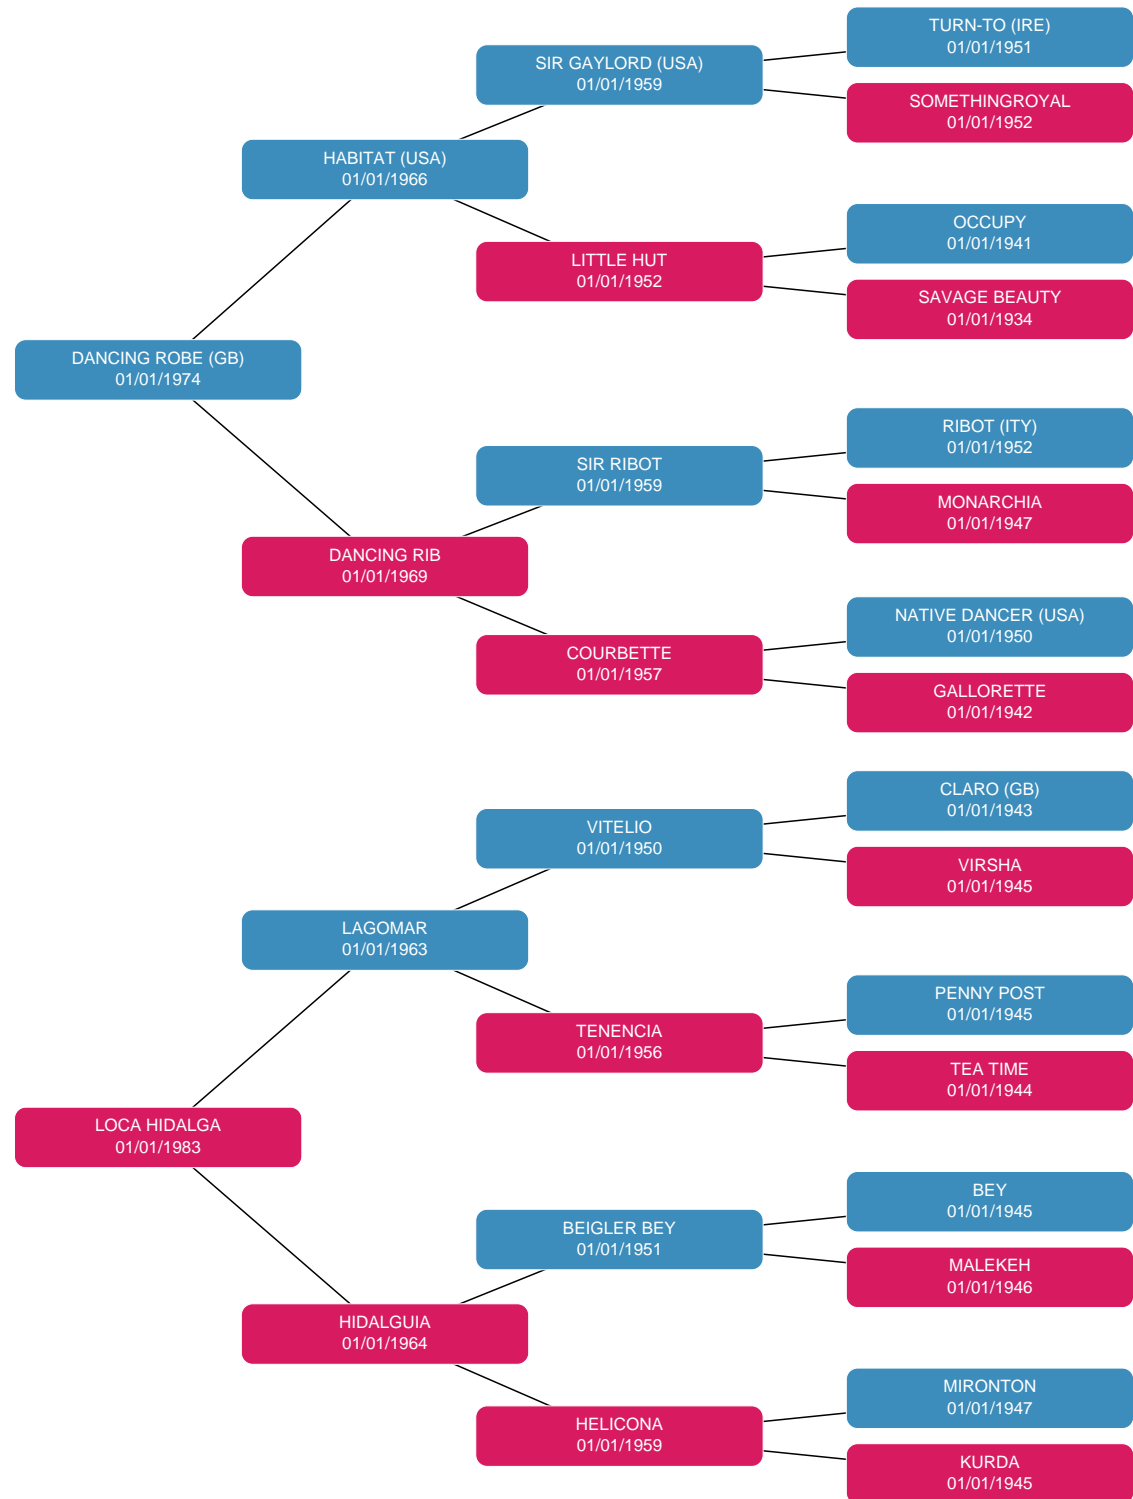 TURN-TO (IRE)
01/01/1951
SIR GAYLORD (USA)
01/01/1959
SOMETHINGROYAL
01/01/1952
HABITAT (USA)
01/01/1966
OCCUPY
01/01/1941
LITTLE HUT
01/01/1952
SAVAGE BEAUTY
01/01/1934
DANCING ROBE (GB)
01/01/1974
RIBOT (ITY)
01/01/1952
SIR RIBOT
01/01/1959
MONARCHIA
01/01/1947
DANCING RIB
01/01/1969
NATIVE DANCER (USA)
01/01/1950
COURBETTE
01/01/1957
GALLORETTE
01/01/1942
CLARO (GB)
01/01/1943
VITELIO
01/01/1950
VIRSHA
01/01/1945
LAGOMAR
01/01/1963
PENNY POST
01/01/1945
TENENCIA
01/01/1956
TEA TIME
01/01/1944
LOCA HIDALGA
01/01/1983
BEY
01/01/1945
BEIGLER BEY
01/01/1951
MALEKEH
01/01/1946
HIDALGUIA
01/01/1964
MIRONTON
01/01/1947
HELICONA
01/01/1959
KURDA
01/01/1945